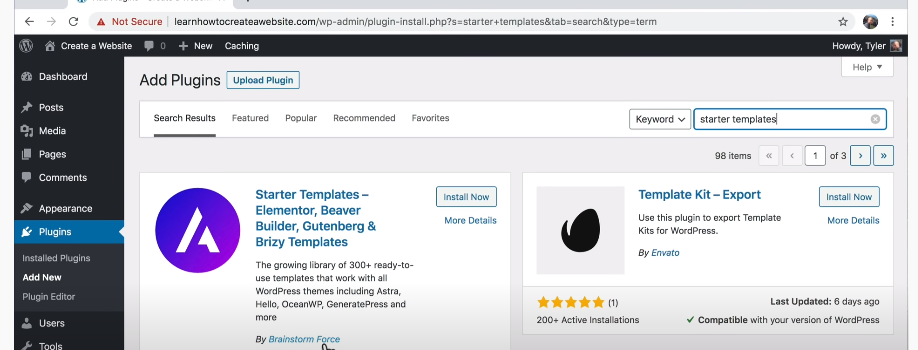 Not Secure | learnhowtocreateawebsite.com/wp-admin/plugin-install.php?s=starter+templates&tab=search&type=term
Create a Website 0 + New Caching Howdy, Tyler
Help
Dashboard
Posts
Media
Pages
Comments
Appearance
Plugins
Installed Plugins
Add New
Plugin Editor
Users
Tools
Add Plugins Upload Plugin
Search Results Featured Popular Recommended Favorites Keyword starter templates
98 items « ‹ 1 of 3 › »
Starter Templates –
Elementor, Beaver
Builder, Gutenberg &
Brizy Templates
Install Now
More Details
The growing library of 300+ ready-to-
use templates that work with all
WordPress themes including Astra,
Hello, OceanWP, GeneratePress and
more
By Brainstorm Force
Template Kit – Export
Install Now
More Details
Use this plugin to export Template
Kits for WordPress.
By Envato
(1)
200+ Active Installations
Last Updated: 6 days ago
Compatible with your version of WordPress